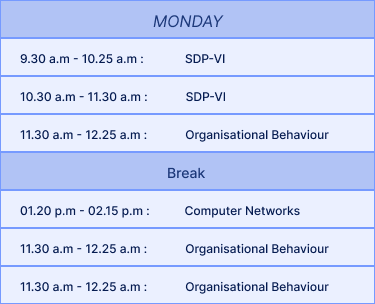 MONDAY
9.30 a.m - 10.25 a.m : SDP-VI
10.30 a.m - 11.30 a.m : SDP-VI
11.30 a.m - 12.25 a.m : Organisational Behaviour
Break
01.20 p.m - 02.15 p.m : Computer Networks
11.30 a.m - 12.25 a.m : Organisational Behaviour
11.30 a.m - 12.25 a.m : Organisational Behaviour